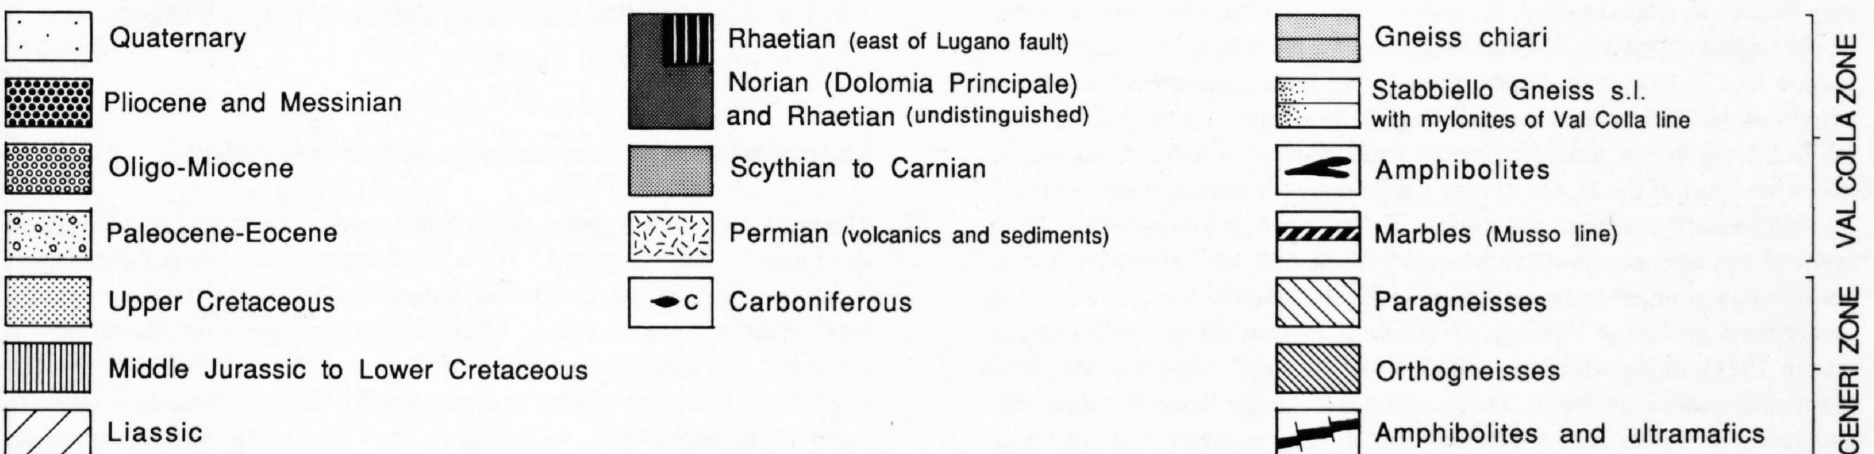 Quaternary
Pliocene and Messinian
Oligo-Miocene
Paleocene-Eocene
Upper Cretaceous
Middle Jurassic to Lower Cretaceous
Liassic
Rhaetian (east of Lugano fault)
Norian (Dolomia Principale)
and Rhaetian (undistinguished)
Scythian to Carnian
Permian (volcanics and sediments)
C Carboniferous
Gneiss chiari
Stabbiello Gneiss s.l.
with mylonites of Val Colla line
Amphibolites
Marbles (Musso line)
VAL COLLA ZONE
Paragneisses
Orthogneisses
Amphibolites and ultramafics
CENERI ZONE